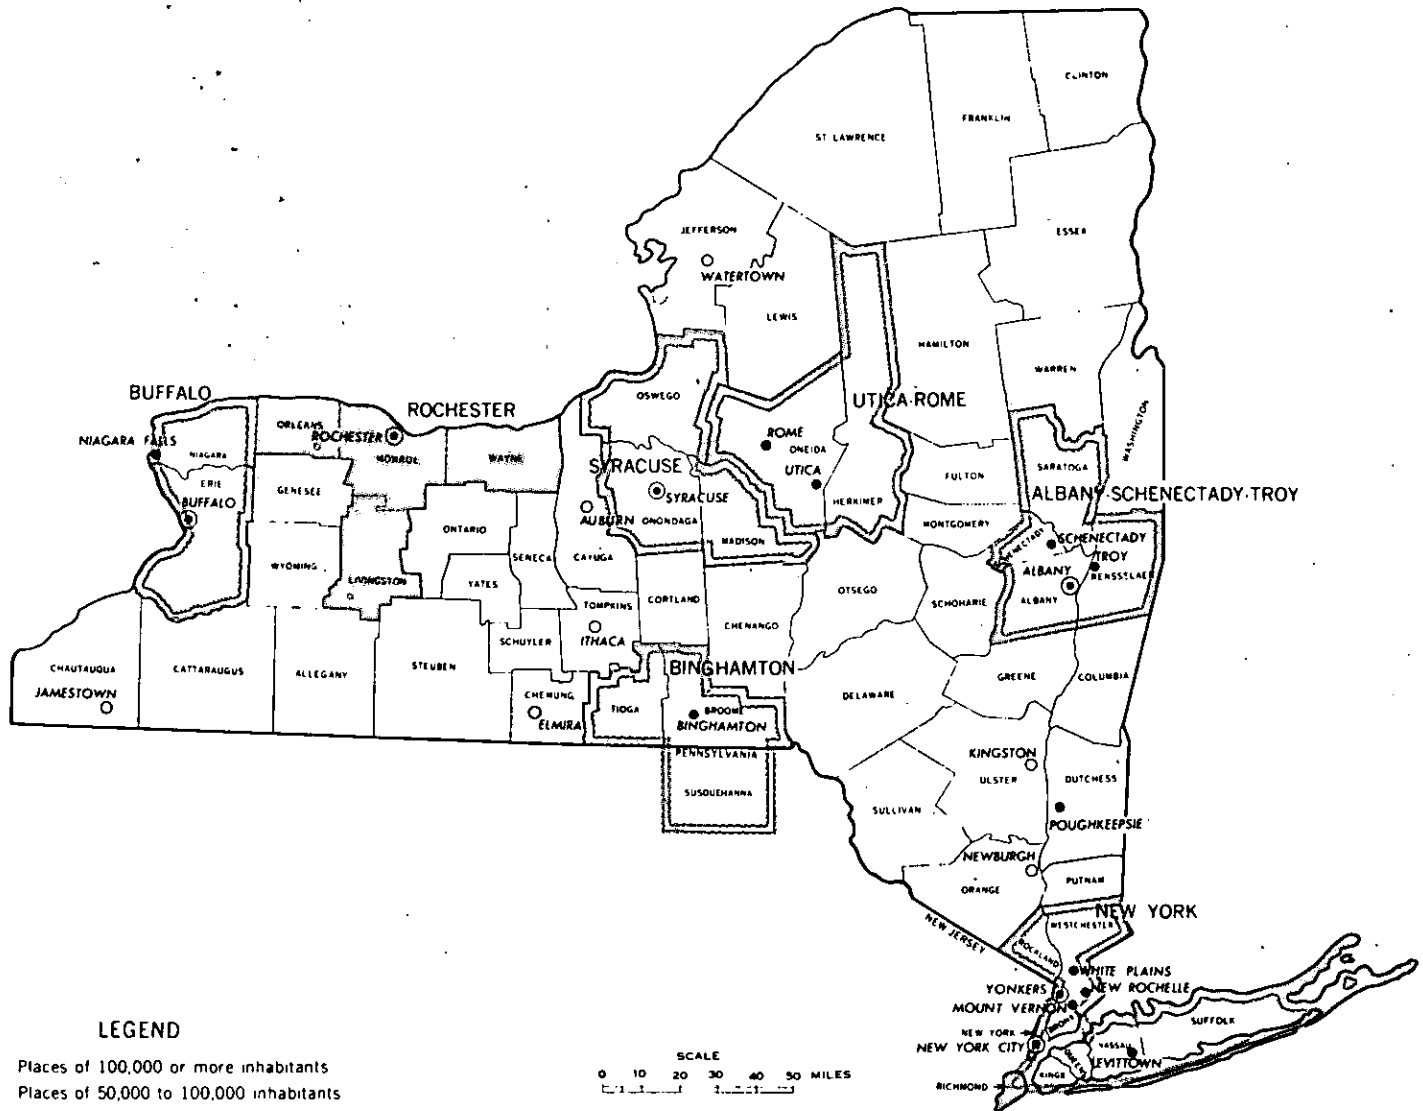 CLINTON
FRANKLIN
ST LAWRENCE
JEFFERSON
ESSEX
WATERTOWN
LEWIS
HAMILTON
WARREN
BUFFALO
ROCHESTER
OSWEGO
UTICA-ROME
WASHINGTON
NIAGARA FALLS
ORLEANS
ROCHESTER
ROME
NIAGARA
MONROE
WAYNE
ONEIDA
ERIE
SYRACUSE
UTICA
SARATOGA
GENESEE
SYRACUSE
HERKIMER
FULTON
ALBANY-SCHENECTADY-TROY
BUFFALO
AUBURN
ONONDAGA
MONTGOMERY
ONTARIO
MADISON
SCHENECTADY
SCHENECTADY
SENECA
CAYUGA
TROY
WYOMING
LIVINGSTON
YATES
ALBANY
RENSSELAER
OTSEGO
TOMPKINS
CORTLAND
SCHOHARIE
ALBANY
CHENANGO
SCHUYLER
ITHACA
CHAUTAUQUA
CATTARAUGUS
ALLEGANY
STEUBEN
BINGHAMTON
GREENE
COLUMBIA
JAMESTOWN
CHEMUNG
DELAWARE
TIOGA
BROOME
ELMIRA
BINGHAMTON
PENNSYLVANIA
KINGSTON
ULSTER
DUTCHESS
SUSQUEHANNA
SULLIVAN
POUGHKEEPSIE
NEWBURGH
ORANGE
PUTNAM
NEW YORK
NEW JERSEY
WESTCHESTER
ROCKLAND
WHITE PLAINS
YONKERS
NEW ROCHELLE
MOUNT VERNON
BRONX
SUFFOLK
NEW YORK
NEW YORK CITY
NASSAU
QUEENS
LEVITTOWN
KINGS
RICHMOND
LEGEND
Places of 100,000 or more inhabitants
Places of 50,000 to 100,000 inhabitants
SCALE
0 10 20 30 40 50 MILES